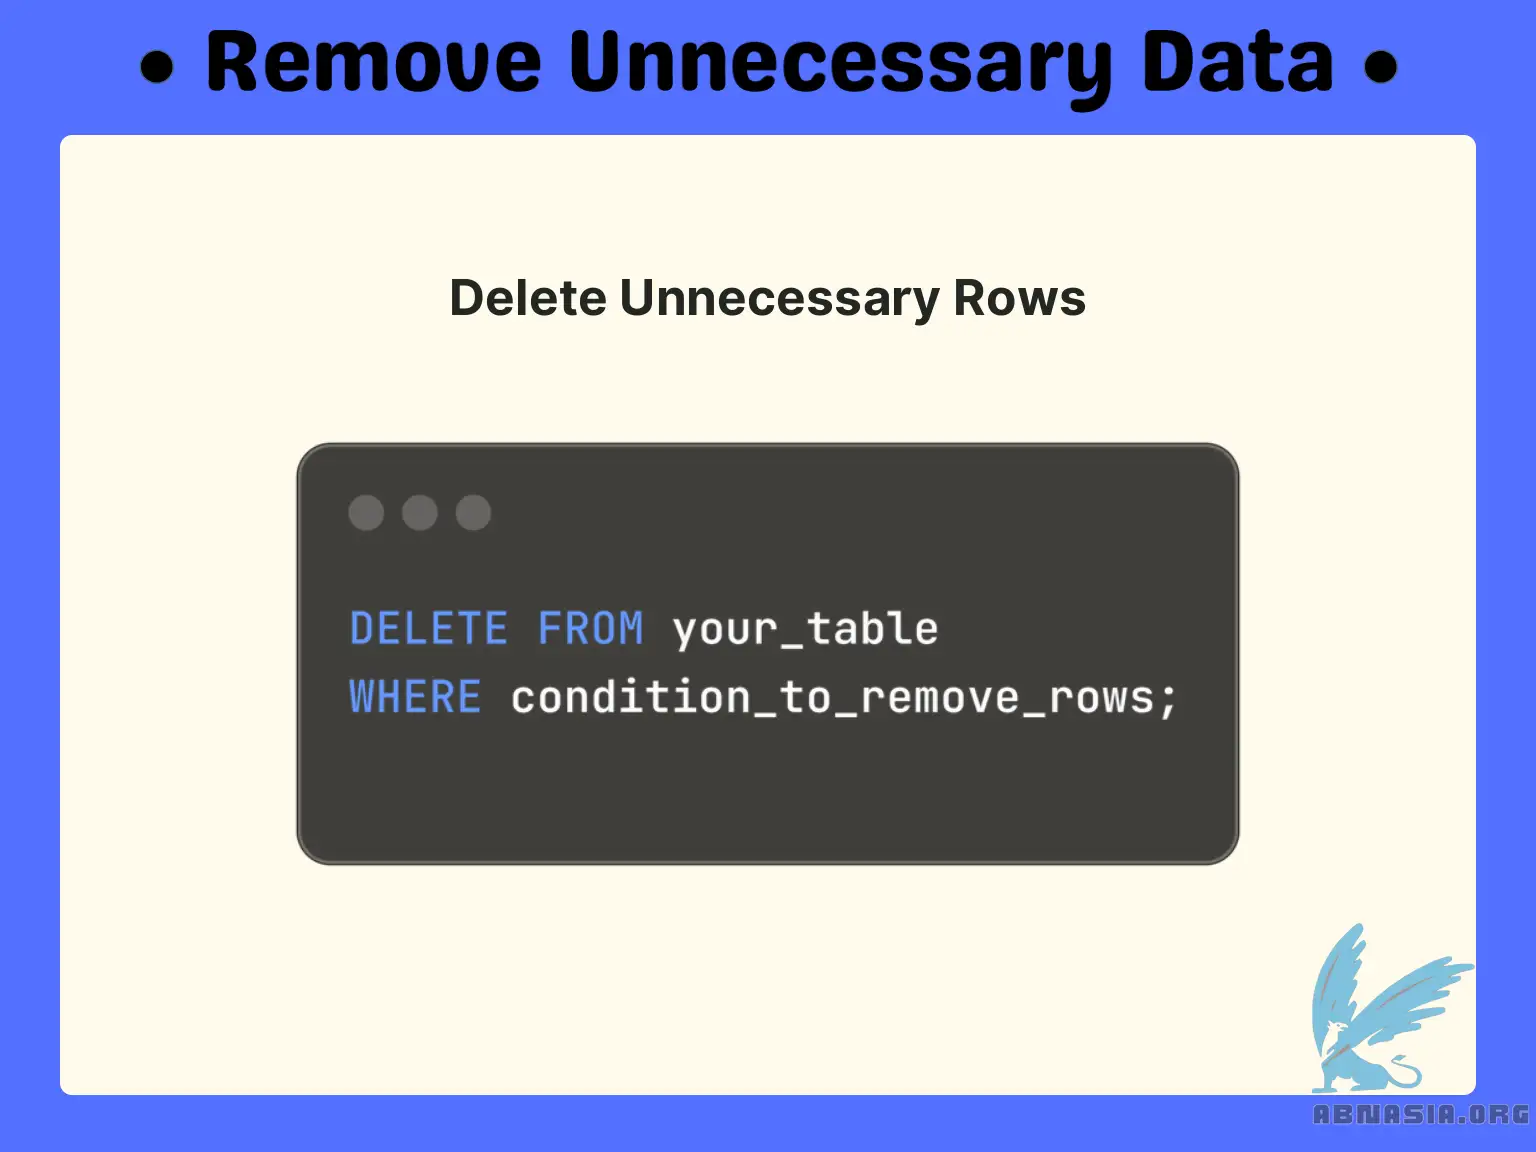 • Remove Unnecessary Data •
Delete Unnecessary Rows
DELETE FROM your_table
WHERE condition_to_remove_rows;
ABNASIA.ORG